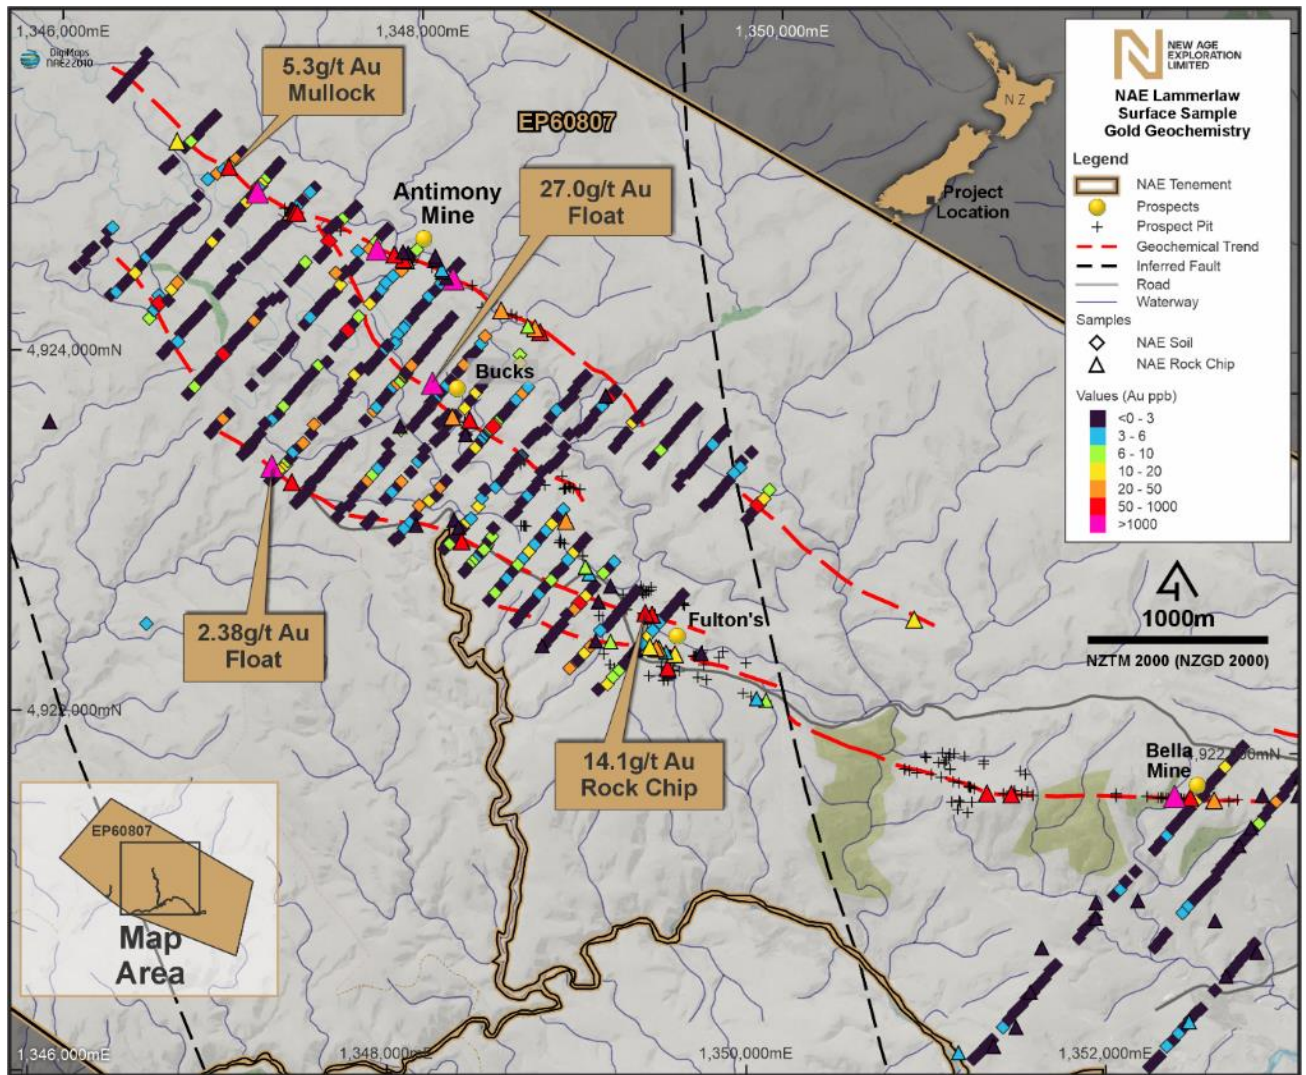 1,346,000mE
1,348,000mE
1,350,000mE
DigiMaps
NAE22010
5.3g/t Au
Mullock
EP60807
NZ
Project
Location
NEW AGE
EXPLORATION
LIMITED
NAE Lammerlaw
Surface Sample
Gold Geochemistry
Legend
NAE Tenement
Prospects
Prospect Pit
Geochemical Trend
Inferred Fault
Road
Waterway
Samples
NAE Soil
NAE Rock Chip
Values (Au ppb)
<0 - 3
3 - 6
6 - 10
10 - 20
20 - 50
50 - 1000
>1000
Antimony
Mine
27.0g/t Au
Float
4,924,000mN
Bucks
1000m
NZTM 2000 (NZGD 2000)
2.38g/t Au
Float
Fulton's
4,922,000mN
14.1g/t Au
Rock Chip
Bella
Mine
EP60807
Map
Area
1,346,000mE
1,348,000mE
1,350,000mE
1,352,000mE